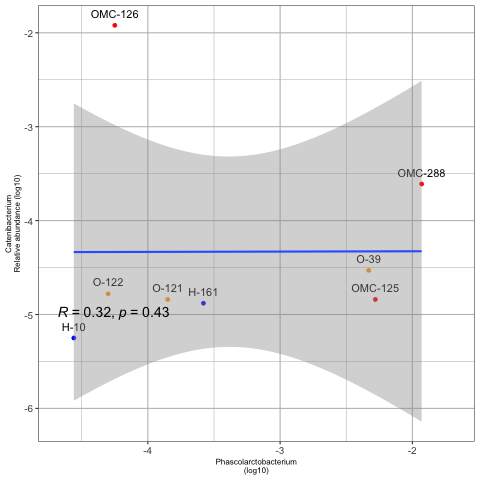 OMC-126
-2
-3
OMC-288
-4
Catenibacterium
Relative abundance (log10)
O-39
O-122
O-121
H-161
OMC-125
R = 0.32, p = 0.43
-5
H-10
-6
-4
-3
-2
Phascolarctobacterium
(log10)